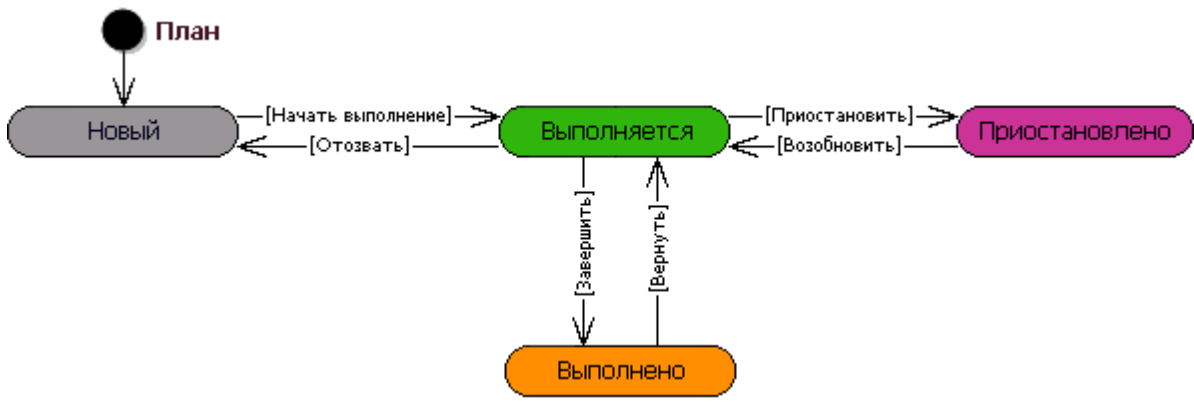 План
[Начать выполнение]
[Приостановить]
Новый
Выполняется
Приостановлено
[Отозвать]
[Возобновить]
[Завершить]
[Вернуть]
Выполнено